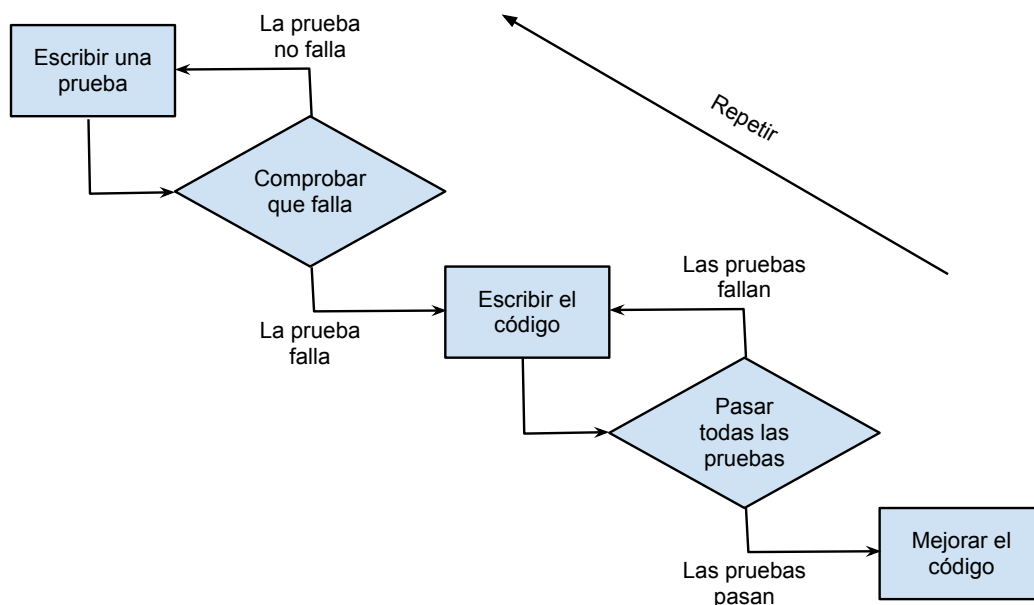 La prueba
no falla
Escribir una
prueba
Repetir
Comprobar
que falla
Las pruebas
fallan
Escribir el
código
La prueba
falla
Pasar
todas las
pruebas
Mejorar el
código
Las pruebas
pasan